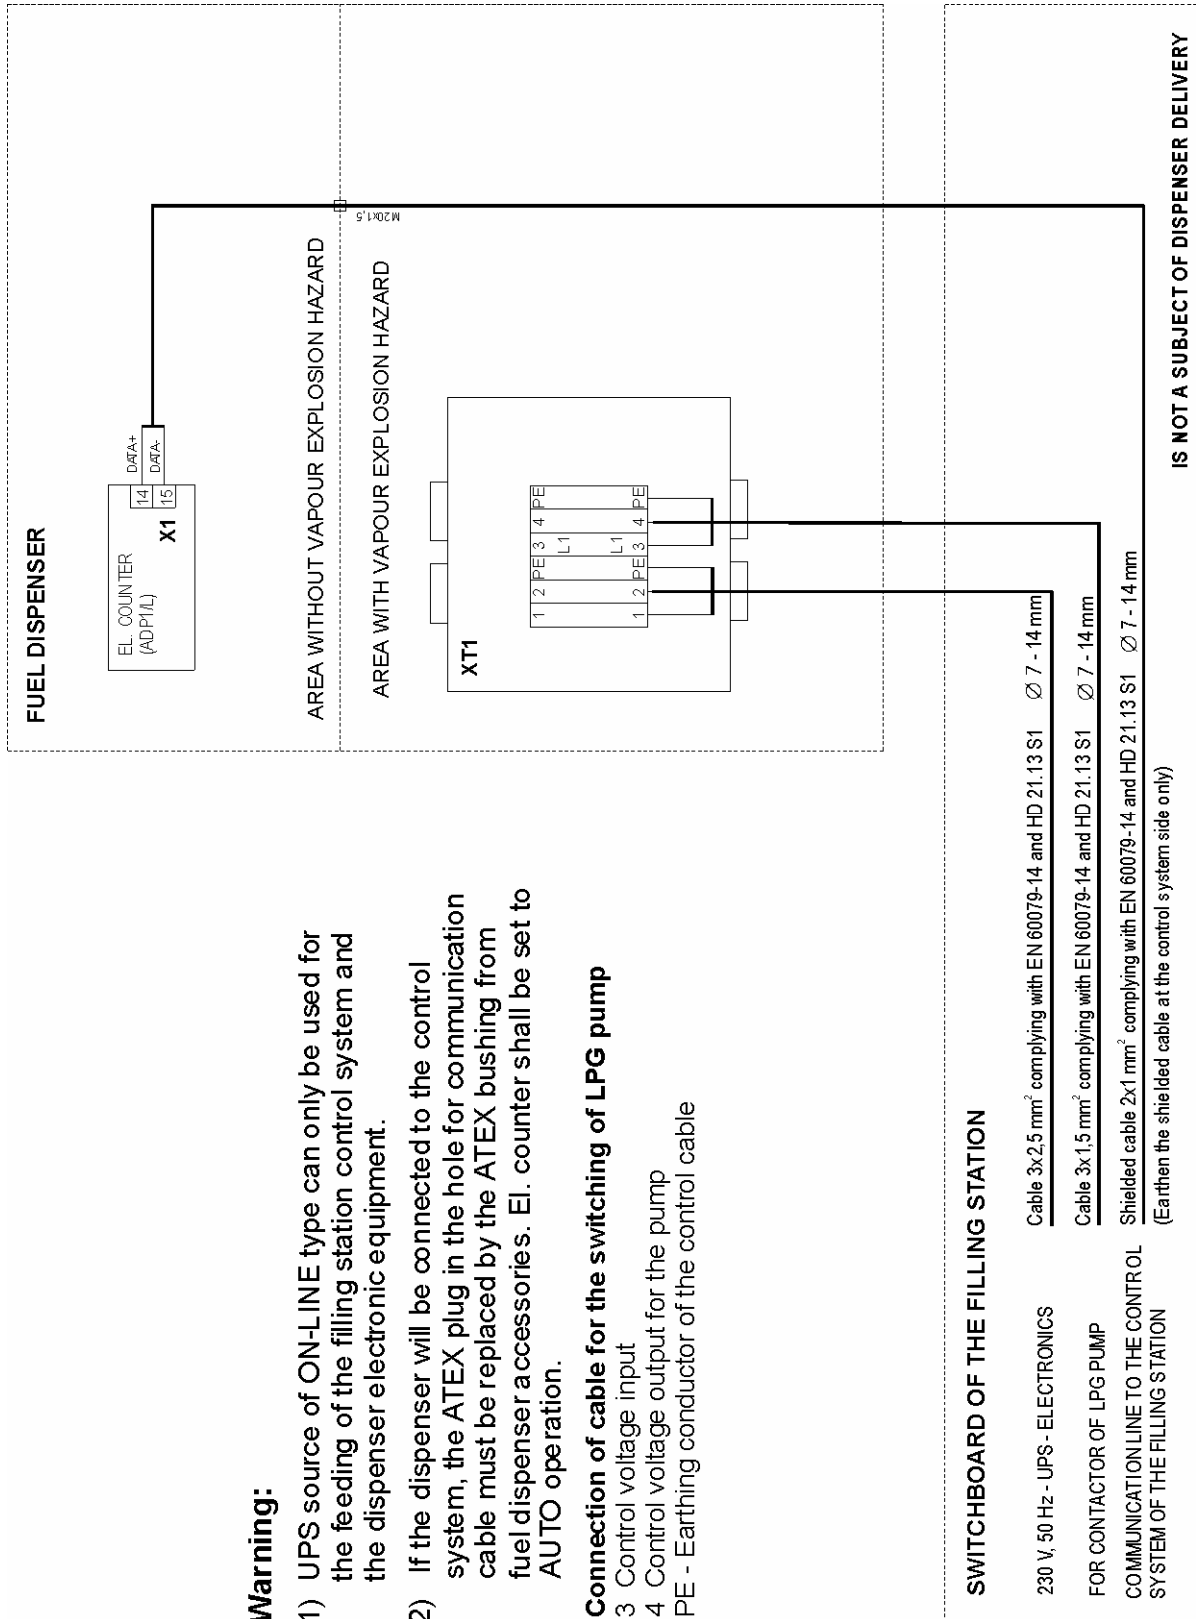 FUEL DISPENSER
EL. COUNTER
(ADP1/L)
X1
14
15
DATA+
DATA-
AREA WITHOUT VAPOUR EXPLOSION HAZARD
M20x1,5
AREA WITH VAPOUR EXPLOSION HAZARD
XT1
1 2 PE 3 4 PE
L1
L1
1 2 PE 3 4 PE
Warning:
1) UPS source of ON-LINE type can only be used for
the feeding of the filling station control system and
the dispenser electronic equipment.
2) If the dispenser will be connected to the control
system, the ATEX plug in the hole for communication
cable must be replaced by the ATEX bushing from
fuel dispenser accessories. El. counter shall be set to
AUTO operation.
Connection of cable for the switching of LPG pump
3 Control voltage input
4 Control voltage output for the pump
PE - Earthing conductor of the control cable
SWITCHBOARD OF THE FILLING STATION
230 V, 50 Hz - UPS - ELECTRONICS
Cable 3x2,5 mm² complying with EN 60079-14 and HD 21.13 S1 ∅ 7 - 14 mm
FOR CONTACTOR OF LPG PUMP
Cable 3x1,5 mm² complying with EN 60079-14 and HD 21.13 S1 ∅ 7 - 14 mm
COMMUNICATION LINE TO THE CONTROL
SYSTEM OF THE FILLING STATION
Shielded cable 2x1 mm² complying with EN 60079-14 and HD 21.13 S1 ∅ 7 - 14 mm
(Earthen the shielded cable at the control system side only)
IS NOT A SUBJECT OF DISPENSER DELIVERY